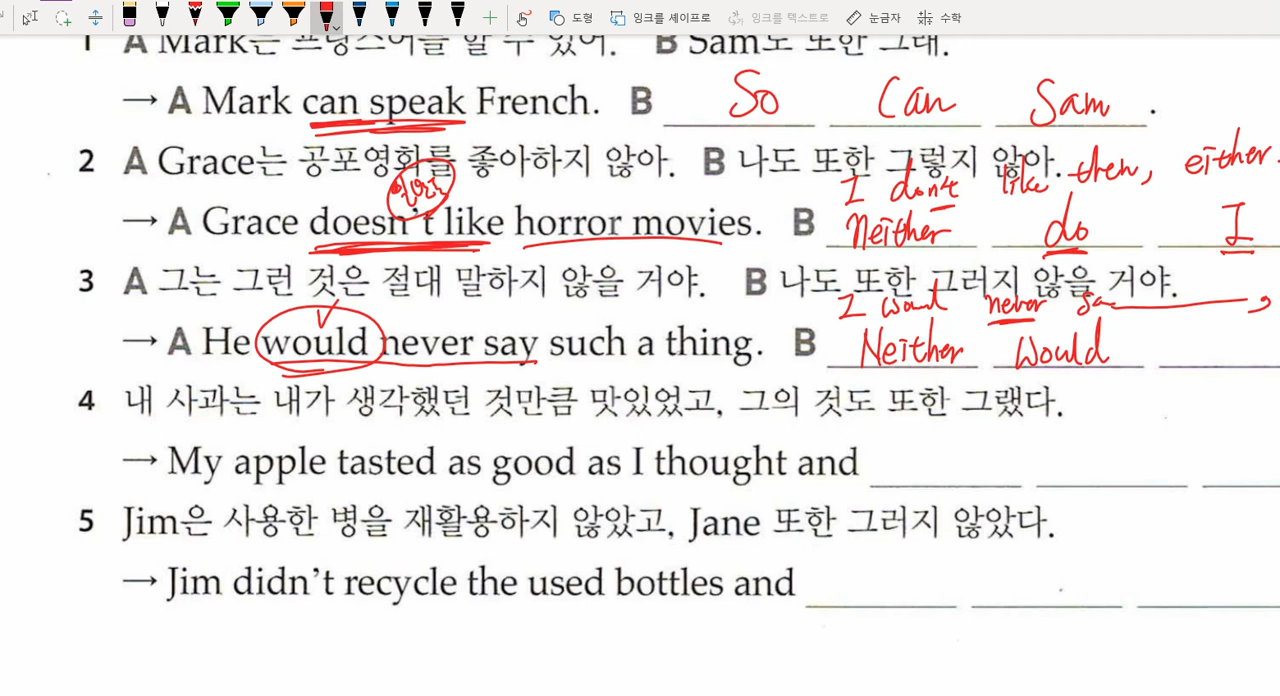 도형 잉크를 셰이프로 잉크를 텍스트로 눈금자 수학
1 A Mark는 프랑스어를 할 수 있어. B Sam도 또한 그래.
→ A Mark can speak French. B So Can Sam .
2 A Grace는 공포영화를 좋아하지 않아. B 나도 또한 그렇지 않아.
I don't like them, either.
→ A Grace doesn't like horror movies. B Neither do I
3 A 그는 그런 것은 절대 말하지 않을 거야. B 나도 또한 그러지 않을 거야.
I never
→ A He would never say such a thing. B Neither Would
4 내 사과는 내가 생각했던 것만큼 맛있었고, 그의 것도 또한 그랬다.
→ My apple tasted as good as I thought and
5 Jim은 사용한 병을 재활용하지 않았고, Jane 또한 그러지 않았다.
→ Jim didn't recycle the used bottles and